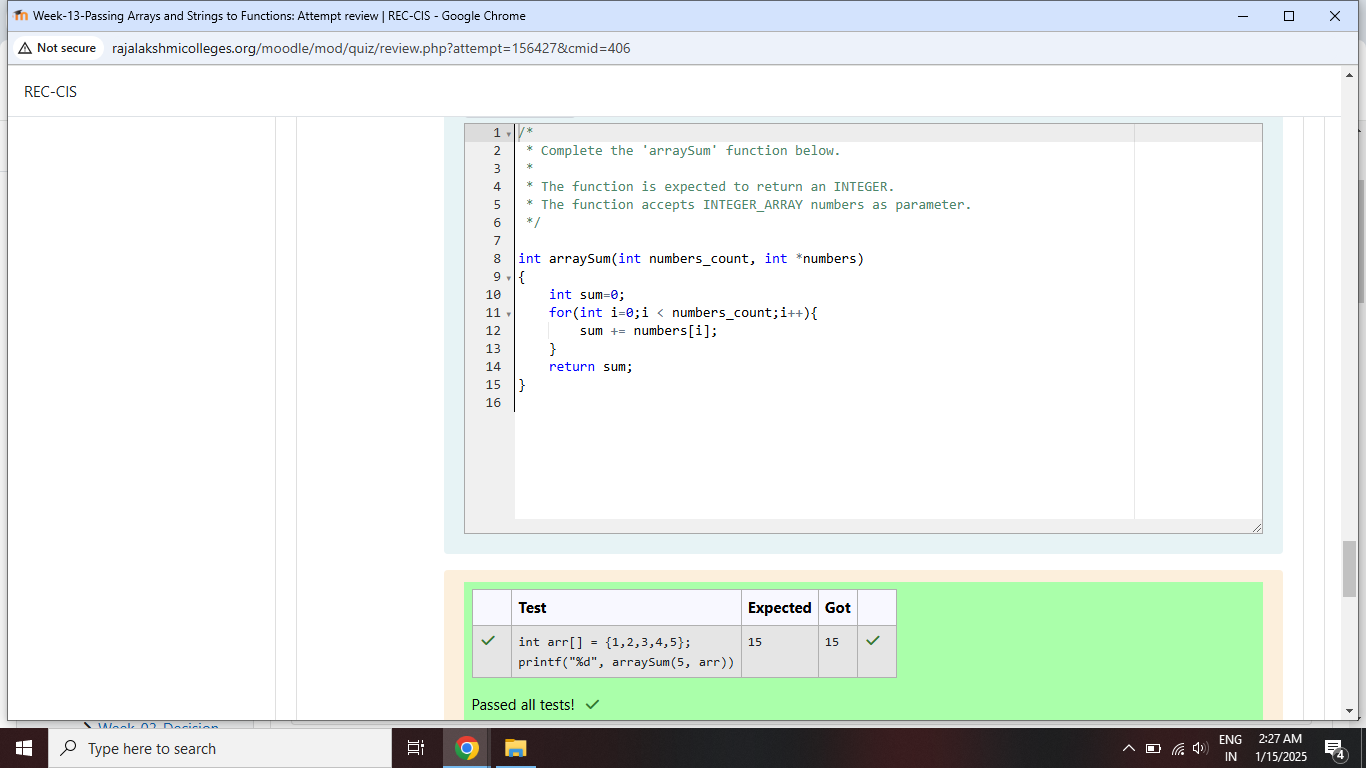 Week-13-Passing Arrays and Strings to Functions: Attempt review | REC-CIS - Google Chrome
Not secure rajalakshmicolleges.org/moodle/mod/quiz/review.php?attempt=156427&cmid=406
REC-CIS
1 /*
2 * Complete the 'arraySum' function below.
3 *
4 * The function is expected to return an INTEGER.
5 * The function accepts INTEGER_ARRAY numbers as parameter.
6 */
7
8 int arraySum(int numbers_count, int *numbers)
9 {
10 int sum=0;
11 for(int i=0;i < numbers_count;i++){
12 sum += numbers[i];
13 }
14 return sum;
15 }
16
Test Expected Got
int arr[] = {1,2,3,4,5}; 15 15
printf("%d", arraySum(5, arr))
Passed all tests!
Week-02-Decision
Type here to search
ENG
IN
2:27 AM
1/15/2025
4